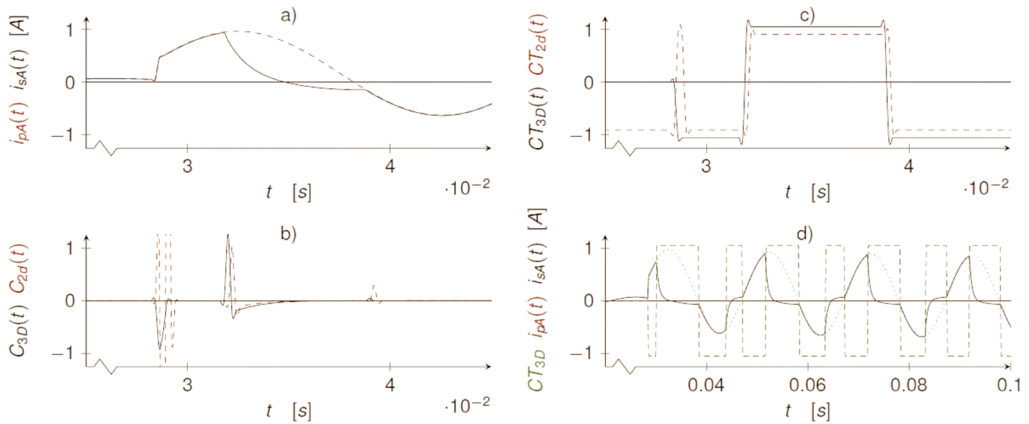 a)
i_pA(t) i_sA(t) [A]
1
0
−1
3
4
t [s]
·10⁻²
c)
CT_3D(t) CT_2d(t)
1
0
−1
3
4
t [s]
·10⁻²
b)
C_3D(t) C_2d(t)
1
0
−1
3
4
t [s]
·10⁻²
d)
CT_3D i_pA(t) i_sA(t) [A]
1
0
−1
0.04
0.06
0.08
0.1
t [s]